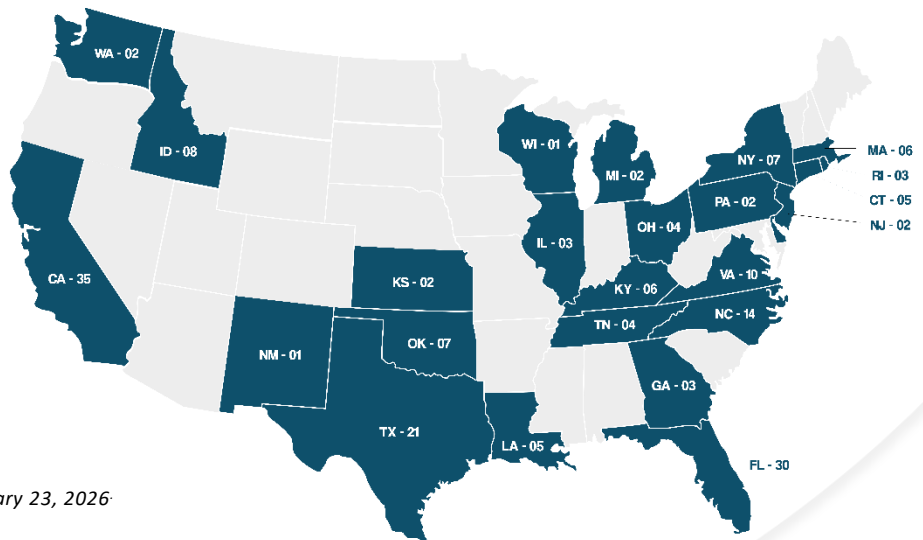 WA - 02
ID - 08
WI - 01
MI - 02
NY - 07
MA - 06
RI - 03
CT - 05
NJ - 02
PA - 02
OH - 04
IL - 03
CA - 35
KS - 02
KY - 06
VA - 10
NC - 14
TN - 04
NM - 01
OK - 07
GA - 03
TX - 21
LA - 05
FL - 30
ary 23, 2026